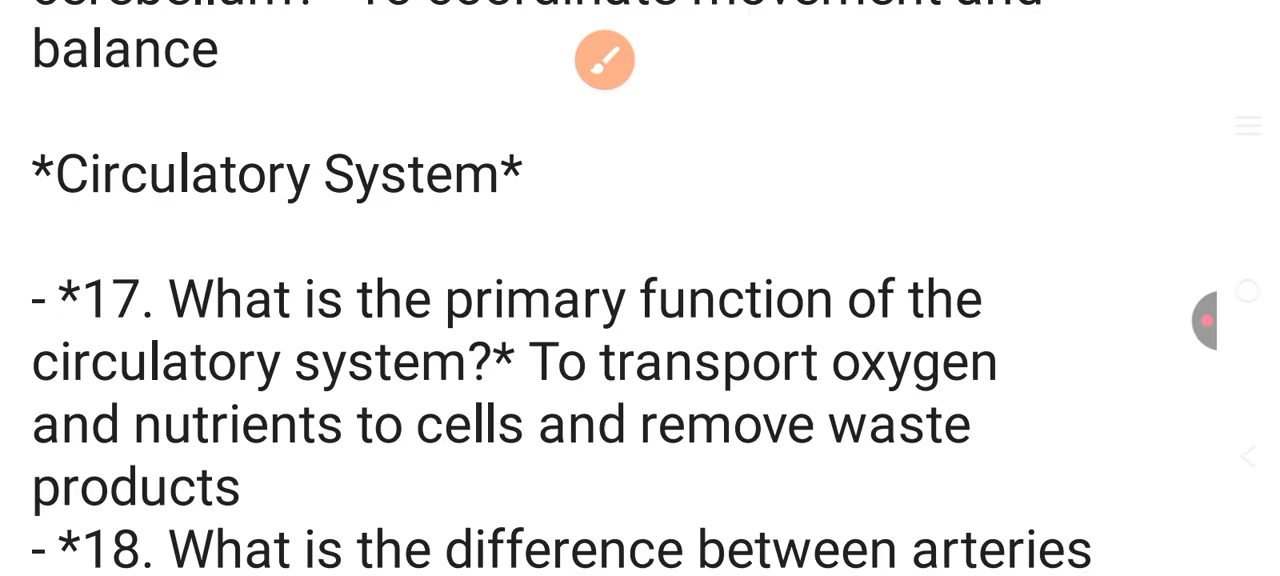 balance
*Circulatory System*
- *17. What is the primary function of the
circulatory system?* To transport oxygen
and nutrients to cells and remove waste
products
- *18. What is the difference between arteries